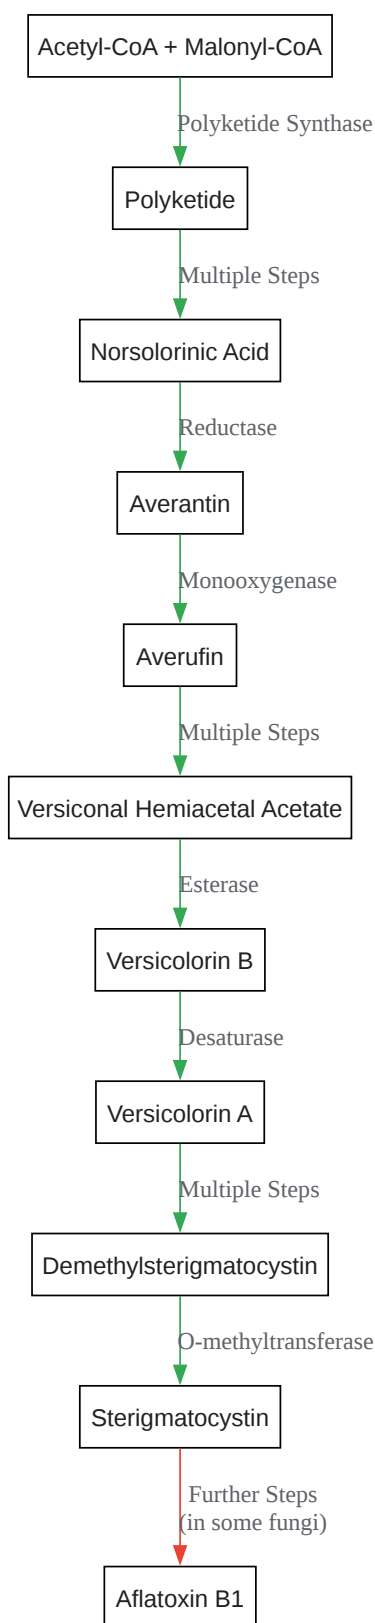 Acetyl-CoA + Malonyl-CoA
Polyketide Synthase
Polyketide
Multiple Steps
Norsolorinic Acid
Reductase
Averantin
Monooxygenase
Averufin
Multiple Steps
Versiconal Hemiacetal Acetate
Esterase
Versicolorin B
Desaturase
Versicolorin A
Multiple Steps
Demethylsterigmatocystin
O-methyltransferase
Sterigmatocystin
Further Steps
(in some fungi)
Aflatoxin B1